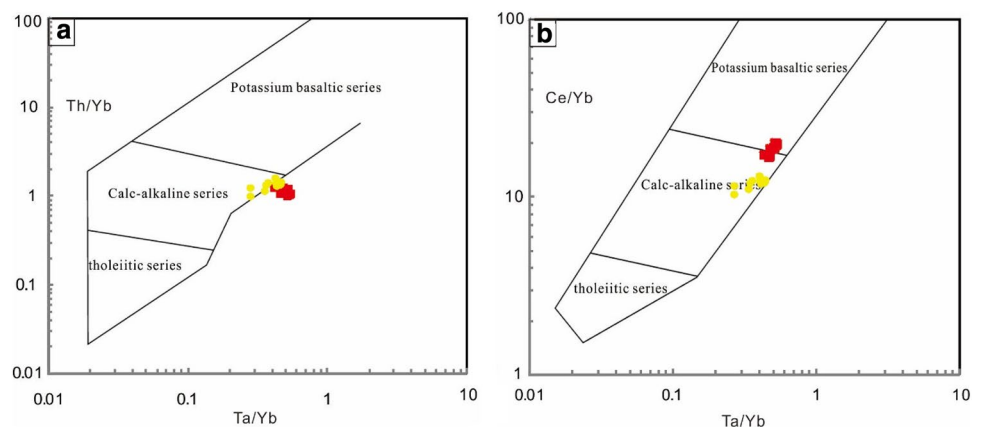 a
100
10
1
0.1
0.01
Th/Yb
Potassium basaltic series
Calc-alkaline series
tholeiitic series
0.01
0.1
1
10
Ta/Yb
b
100
10
1
Ce/Yb
Potassium basaltic series
Calc-alkaline series
tholeiitic series
0.01
0.1
1
10
Ta/Yb